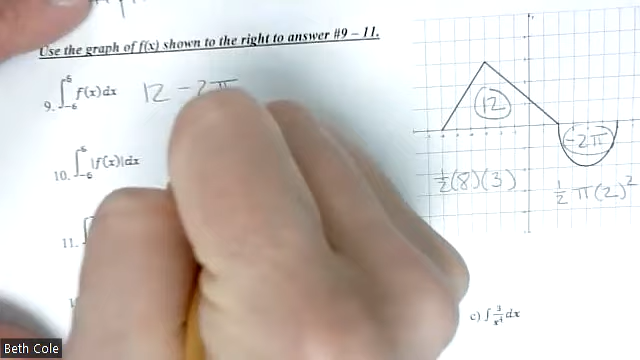 Use the graph of f(x) shown to the right to answer #9 – 11.
9. ∫₋₆⁶ f(x)dx 12 − 2π
12
−2π
10. ∫₋₆⁶ |f(x)|dx
½(8)(3)
½ π(2)²
11. ∫
c) ∫ 3/x⁴ dx
Beth Cole